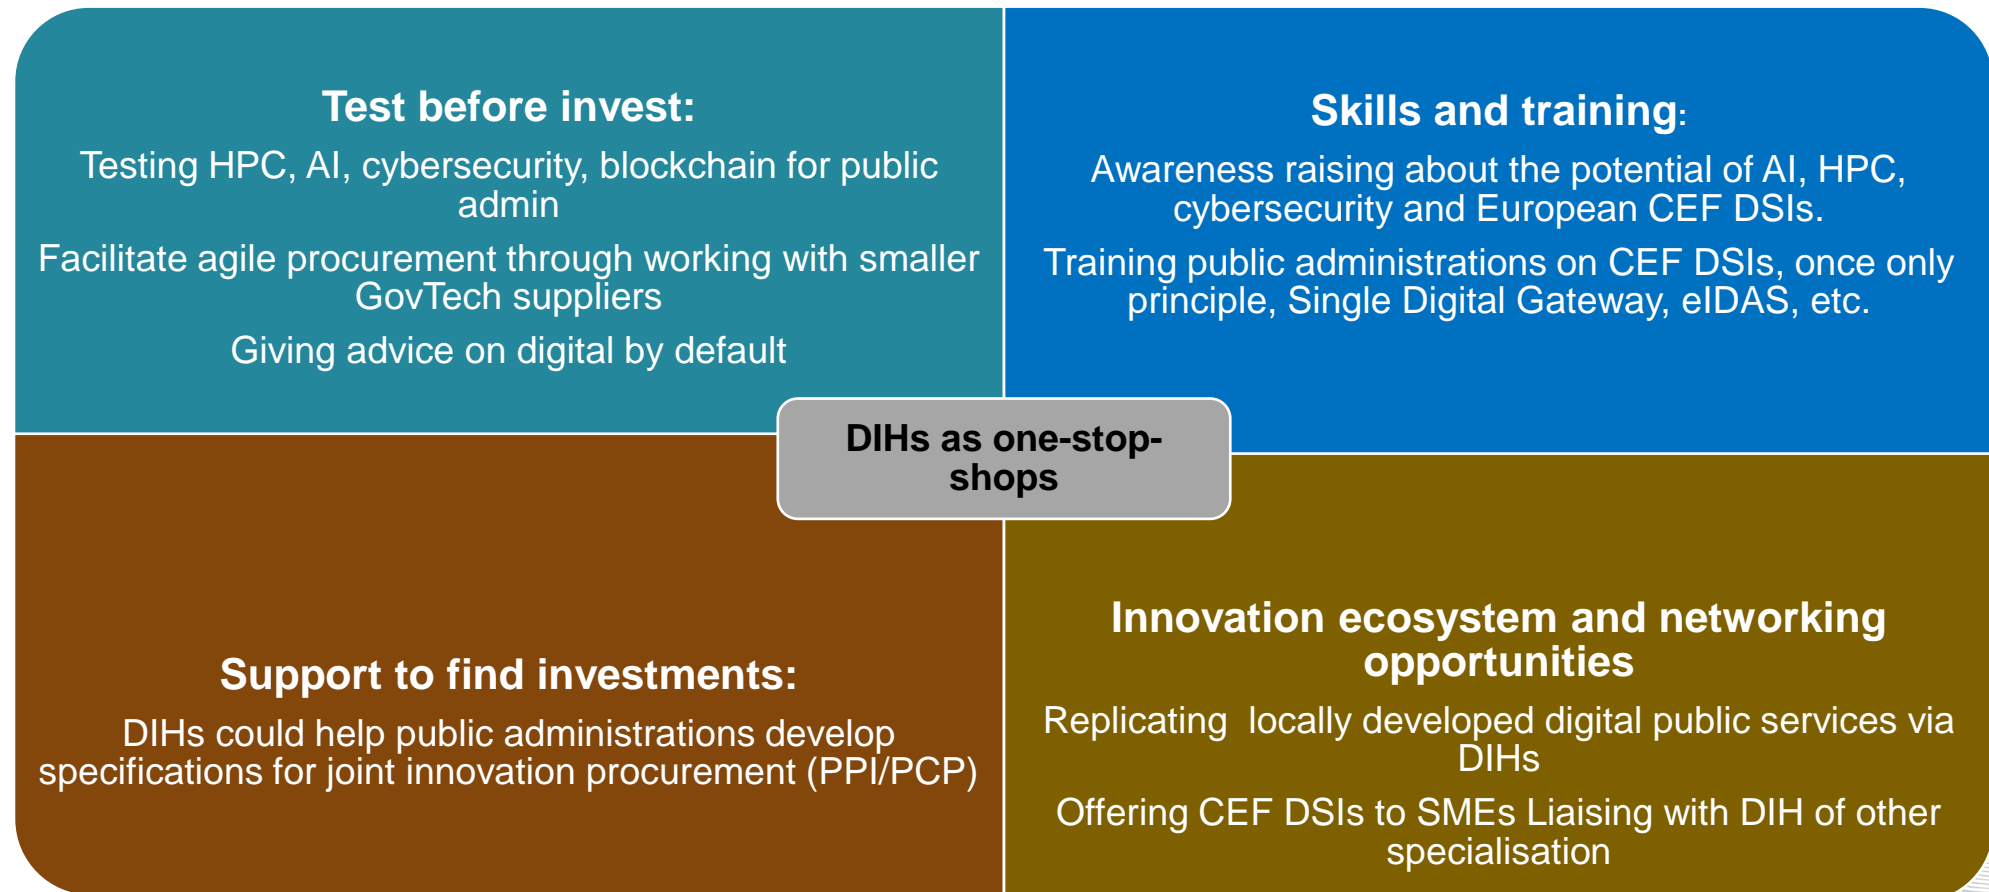 Test before invest:
Testing HPC, AI, cybersecurity, blockchain for public
admin
Facilitate agile procurement through working with smaller
GovTech suppliers
Giving advice on digital by default
Skills and training:
Awareness raising about the potential of AI, HPC,
cybersecurity and European CEF DSIs.
Training public administrations on CEF DSIs, once only
principle, Single Digital Gateway, eIDAS, etc.
DIHs as one-stop-
shops
Support to find investments:
DIHs could help public administrations develop
specifications for joint innovation procurement (PPI/PCP)
Innovation ecosystem and networking
opportunities
Replicating  locally developed digital public services via
DIHs
Offering CEF DSIs to SMEs Liaising with DIH of other
specialisation